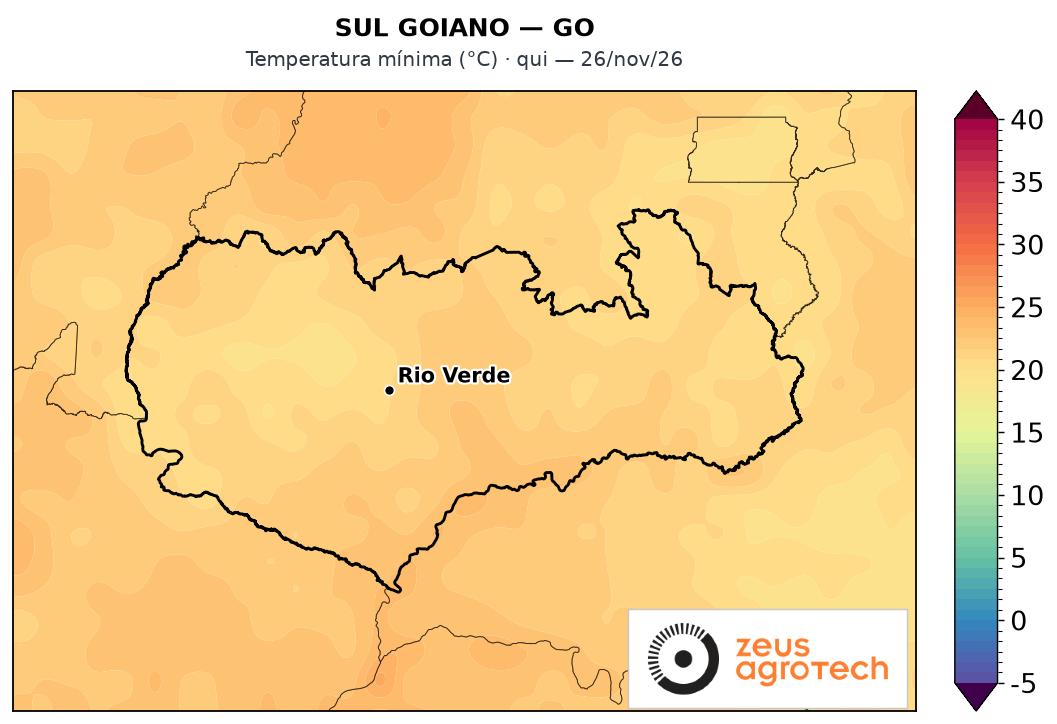 SUL GOIANO — GO
Temperatura mínima (°C) · qui — 26/nov/26
Rio Verde
40
35
30
25
20
15
10
5
0
-5
zeus
agrotech